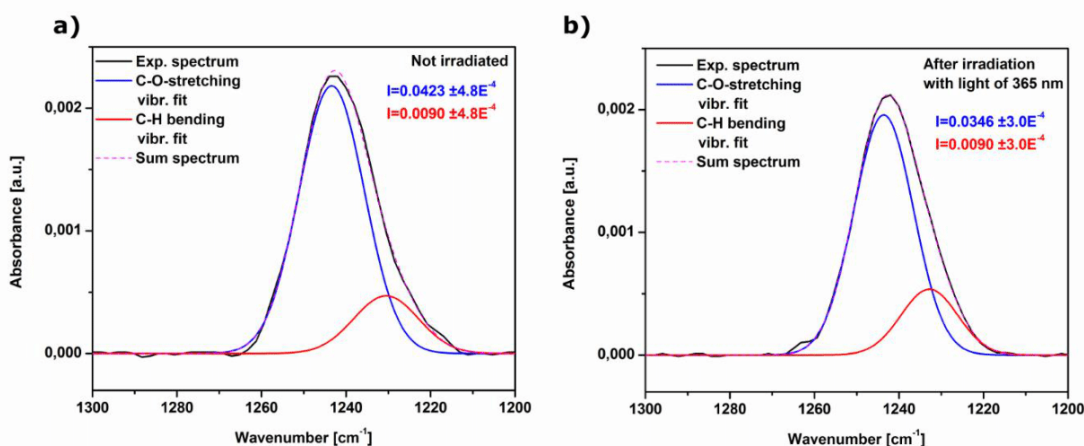 a)
Exp. spectrum
C-O-stretching
vibr. fit
C-H bending
vibr. fit
Sum spectrum
Not irradiated
I=0.0423 ±4.8E⁻⁴
I=0.0090 ±4.8E⁻⁴
0,002
0,001
0,000
Absorbance [a.u.]
1300 1280 1260 1240 1220 1200
Wavenumber [cm⁻¹]
b)
Exp. spectrum
C-O-stretching
vibr. fit
C-H bending
vibr. fit
Sum spectrum
After irradiation
with light of 365 nm
I=0.0346 ±3.0E⁻⁴
I=0.0090 ±3.0E⁻⁴
0,002
0,001
0,000
Absorbance [a.u.]
1300 1280 1260 1240 1220 1200
Wavenumber [cm⁻¹]